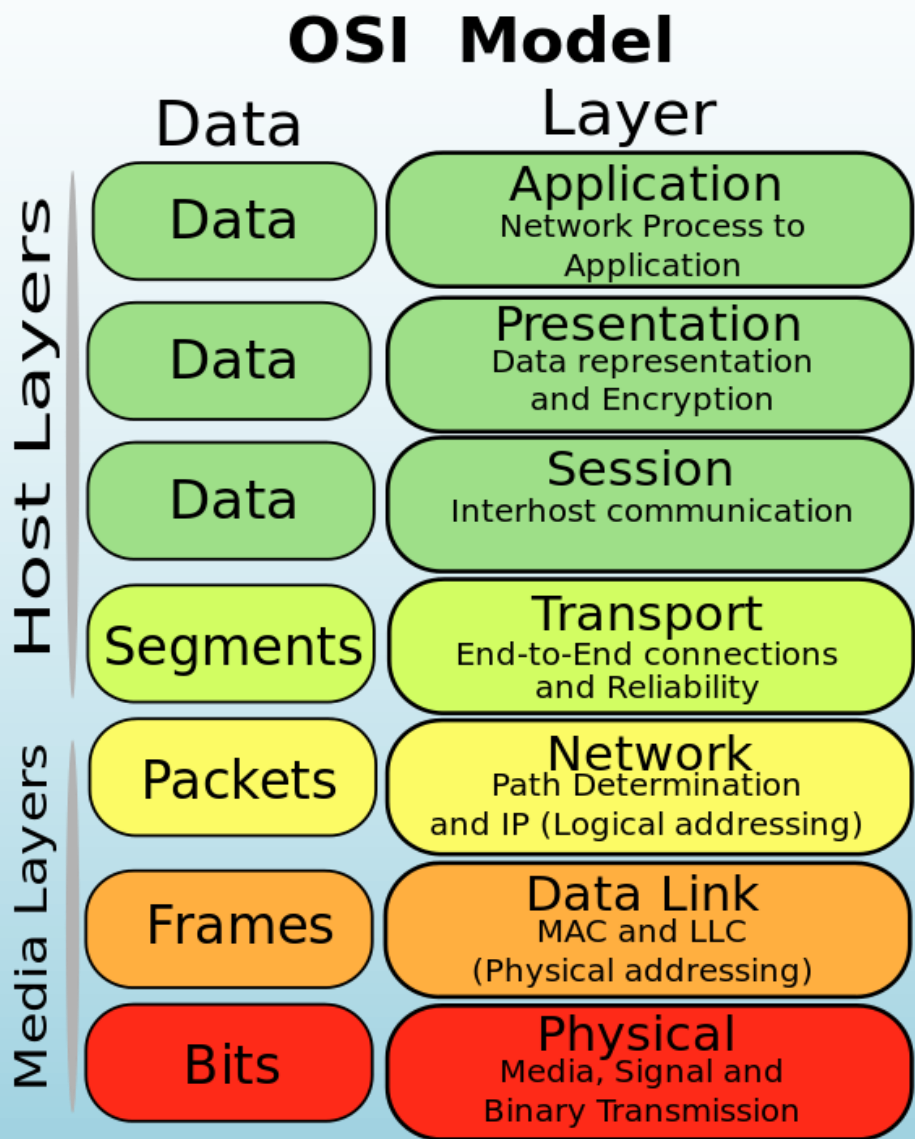 OSI Model
Data
Layer
Host Layers
Data
Application
Network Process to
Application
Data
Presentation
Data representation
and Encryption
Data
Session
Interhost communication
Segments
Transport
End-to-End connections
and Reliability
Media Layers
Packets
Network
Path Determination
and IP (Logical addressing)
Frames
Data Link
MAC and LLC
(Physical addressing)
Bits
Physical
Media, Signal and
Binary Transmission